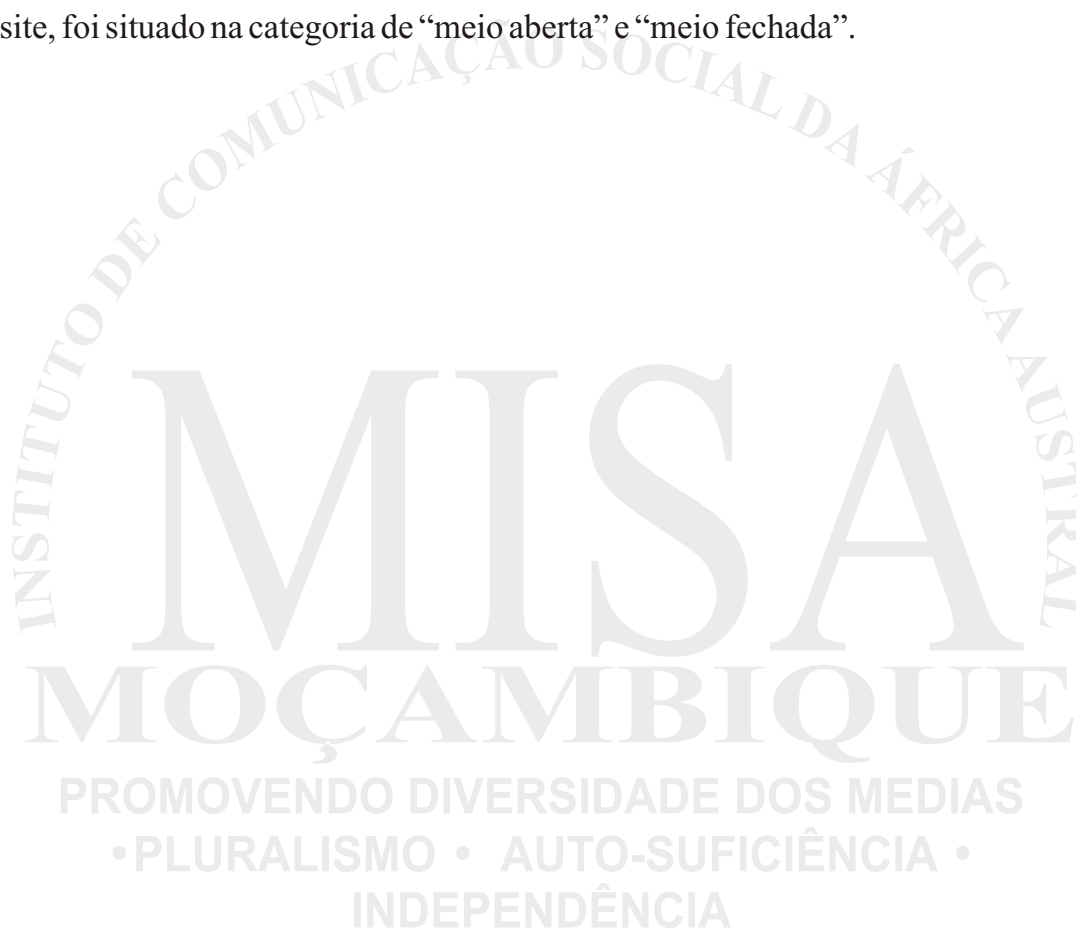 site, foi situado na categoria de “meio aberta” e “meio fechada”.
INSTITUTO DE COMUNICAÇÃO SOCIAL DA ÁFRICA AUSTRAL
MISA
MOÇAMBIQUE
PROMOVENDO DIVERSIDADE DOS MEDIAS
•PLURALISMO • AUTO-SUFICIÊNCIA •
INDEPENDÊNCIA